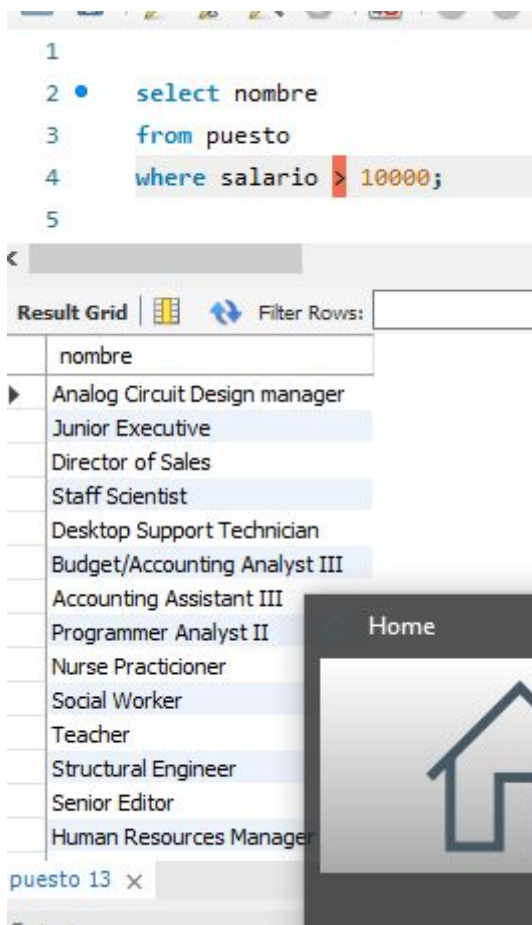 1
2 select nombre
3 from puesto
4 where salario > 10000;
5
Result Grid Filter Rows:
nombre
Analog Circuit Design manager
Junior Executive
Director of Sales
Staff Scientist
Desktop Support Technician
Budget/Accounting Analyst III
Accounting Assistant III
Programmer Analyst II
Home
Nurse Practicioner
Social Worker
Teacher
Structural Engineer
Senior Editor
Human Resources Manager
puesto 13